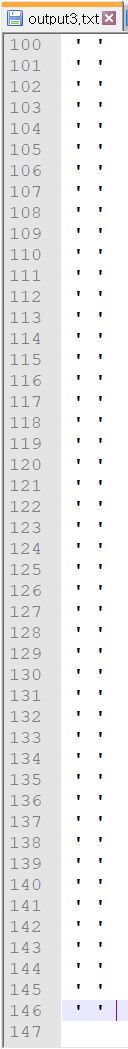 output3.txt
100 ' '
101 ' '
102 ' '
103 ' '
104 ' '
105 ' '
106 ' '
107 ' '
108 ' '
109 ' '
110 ' '
111 ' '
112 ' '
113 ' '
114 ' '
115 ' '
116 ' '
117 ' '
118 ' '
119 ' '
120 ' '
121 ' '
122 ' '
123 ' '
124 ' '
125 ' '
126 ' '
127 ' '
128 ' '
129 ' '
130 ' '
131 ' '
132 ' '
133 ' '
134 ' '
135 ' '
136 ' '
137 ' '
138 ' '
139 ' '
140 ' '
141 ' '
142 ' '
143 ' '
144 ' '
145 ' '
146 ' '
147